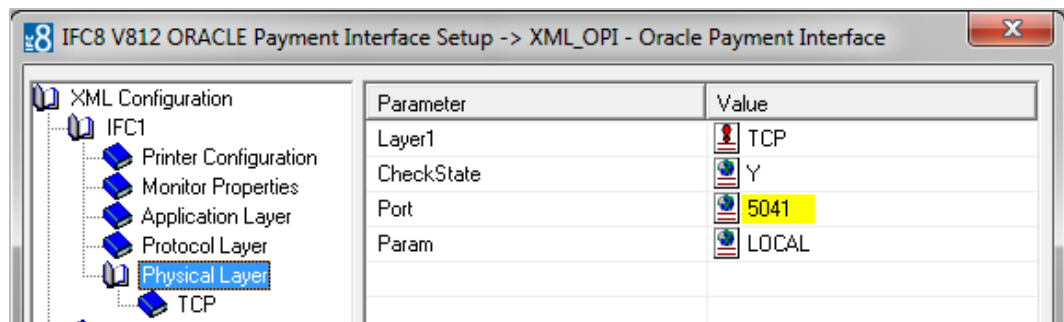 IFC8 V812 ORACLE Payment Interface Setup -> XML_OPI - Oracle Payment Interface
XML Configuration
IFC1
Printer Configuration
Monitor Properties
Application Layer
Protocol Layer
Physical Layer
TCP
Parameter Value
Layer1 TCP
CheckState Y
Port 5041
Param LOCAL